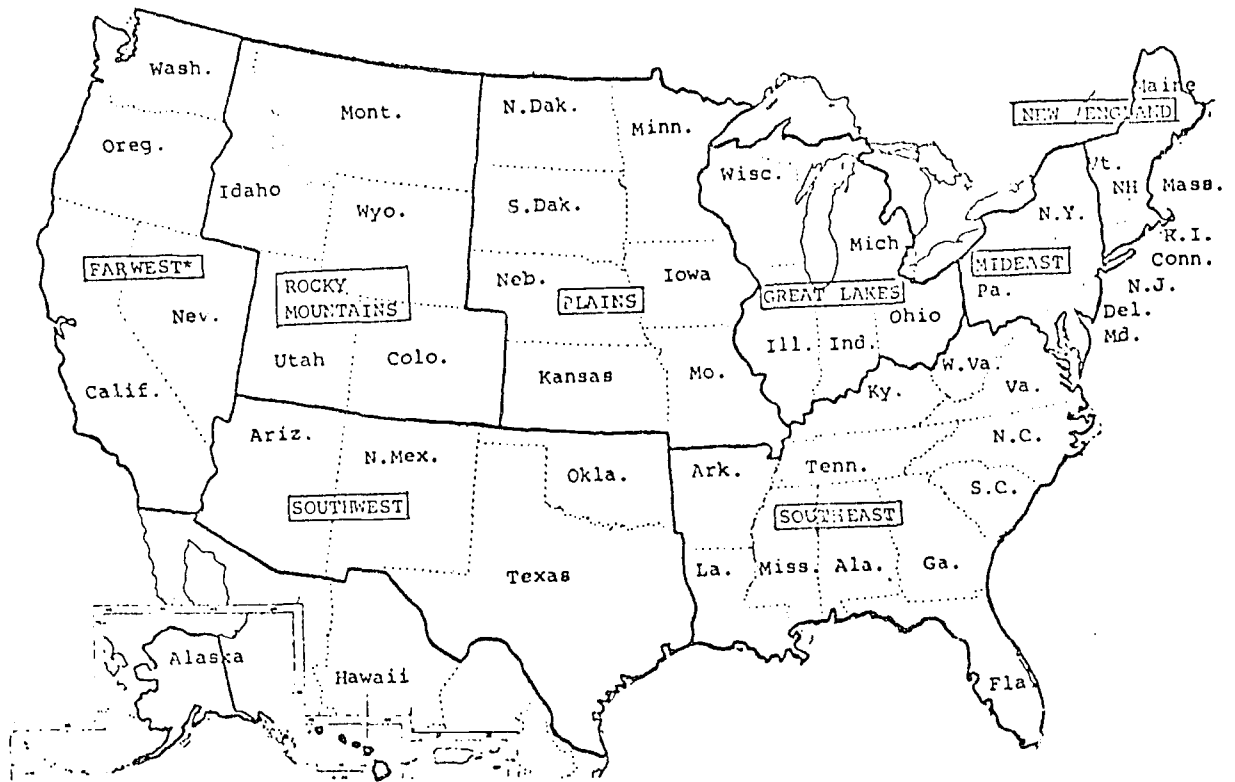 Wash.
Mont.
N.Dak.
Minn.
Maine
NEW ENGLAND
Oreg.
Idaho
Wyo.
S.Dak.
Wisc.
Mich
Vt.
NH
Mass.
N.Y.
R.I.
Conn.
FARWEST*
ROCKY
MOUNTAINS
Neb.
PLAINS
Iowa
GREAT LAKES
MIDEAST
Pa.
N.J.
Del.
Md.
Nev.
Utah
Colo.
Kansas
Mo.
Ill.
Ind.
Ohio
W.Va.
Va.
Calif.
Ky.
Ariz.
N.Mex.
Okla.
Ark.
Tenn.
N.C.
S.C.
SOUTHWEST
SOUTHEAST
Texas
La.
Miss.
Ala.
Ga.
Alaska
Hawaii
Fla